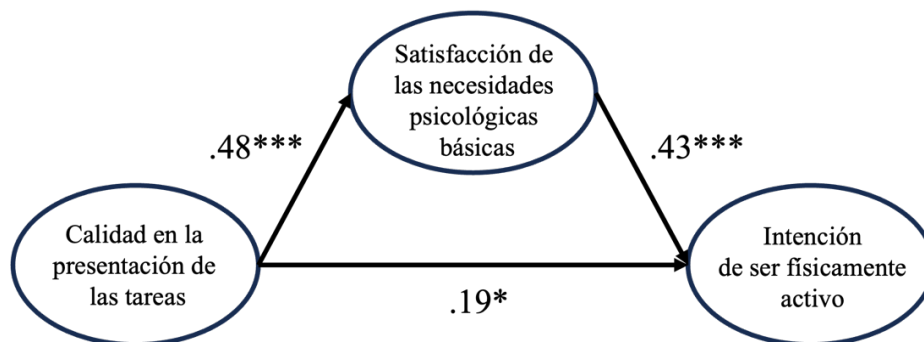 Satisfacción de
las necesidades
psicológicas
básicas
.48***
.43***
Calidad en la
presentación de
las tareas
Intención
de ser físicamente
activo
.19*